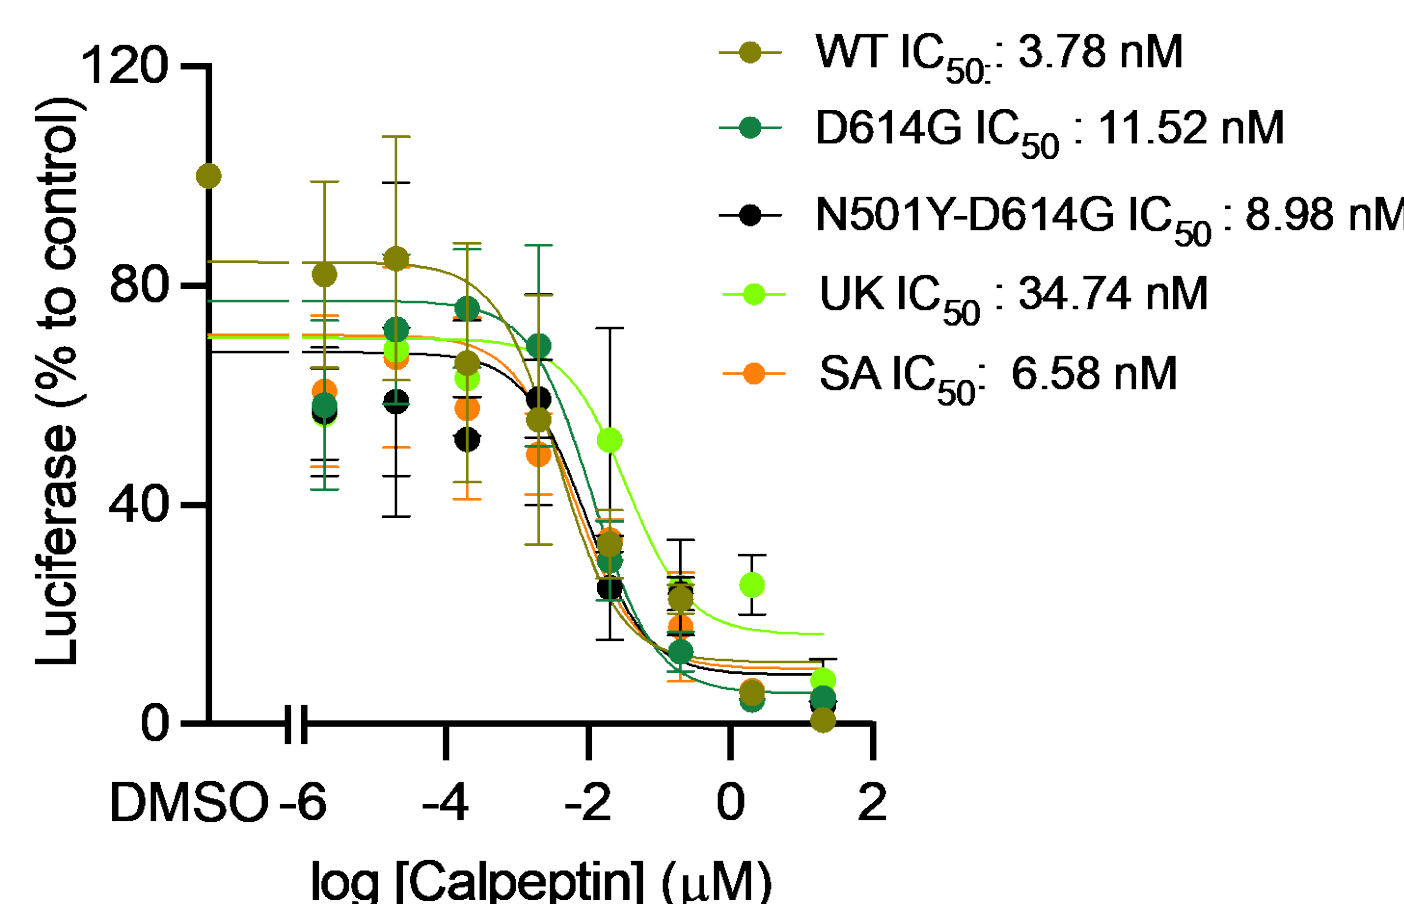 120
80
40
0
Luciferase (% to control)
DMSO -6 -4 -2 0 2
log [Calpeptin] (μM)
WT IC50:: 3.78 nM
D614G IC50 : 11.52 nM
N501Y-D614G IC50 : 8.98 nM
UK IC50 : 34.74 nM
SA IC50: 6.58 nM